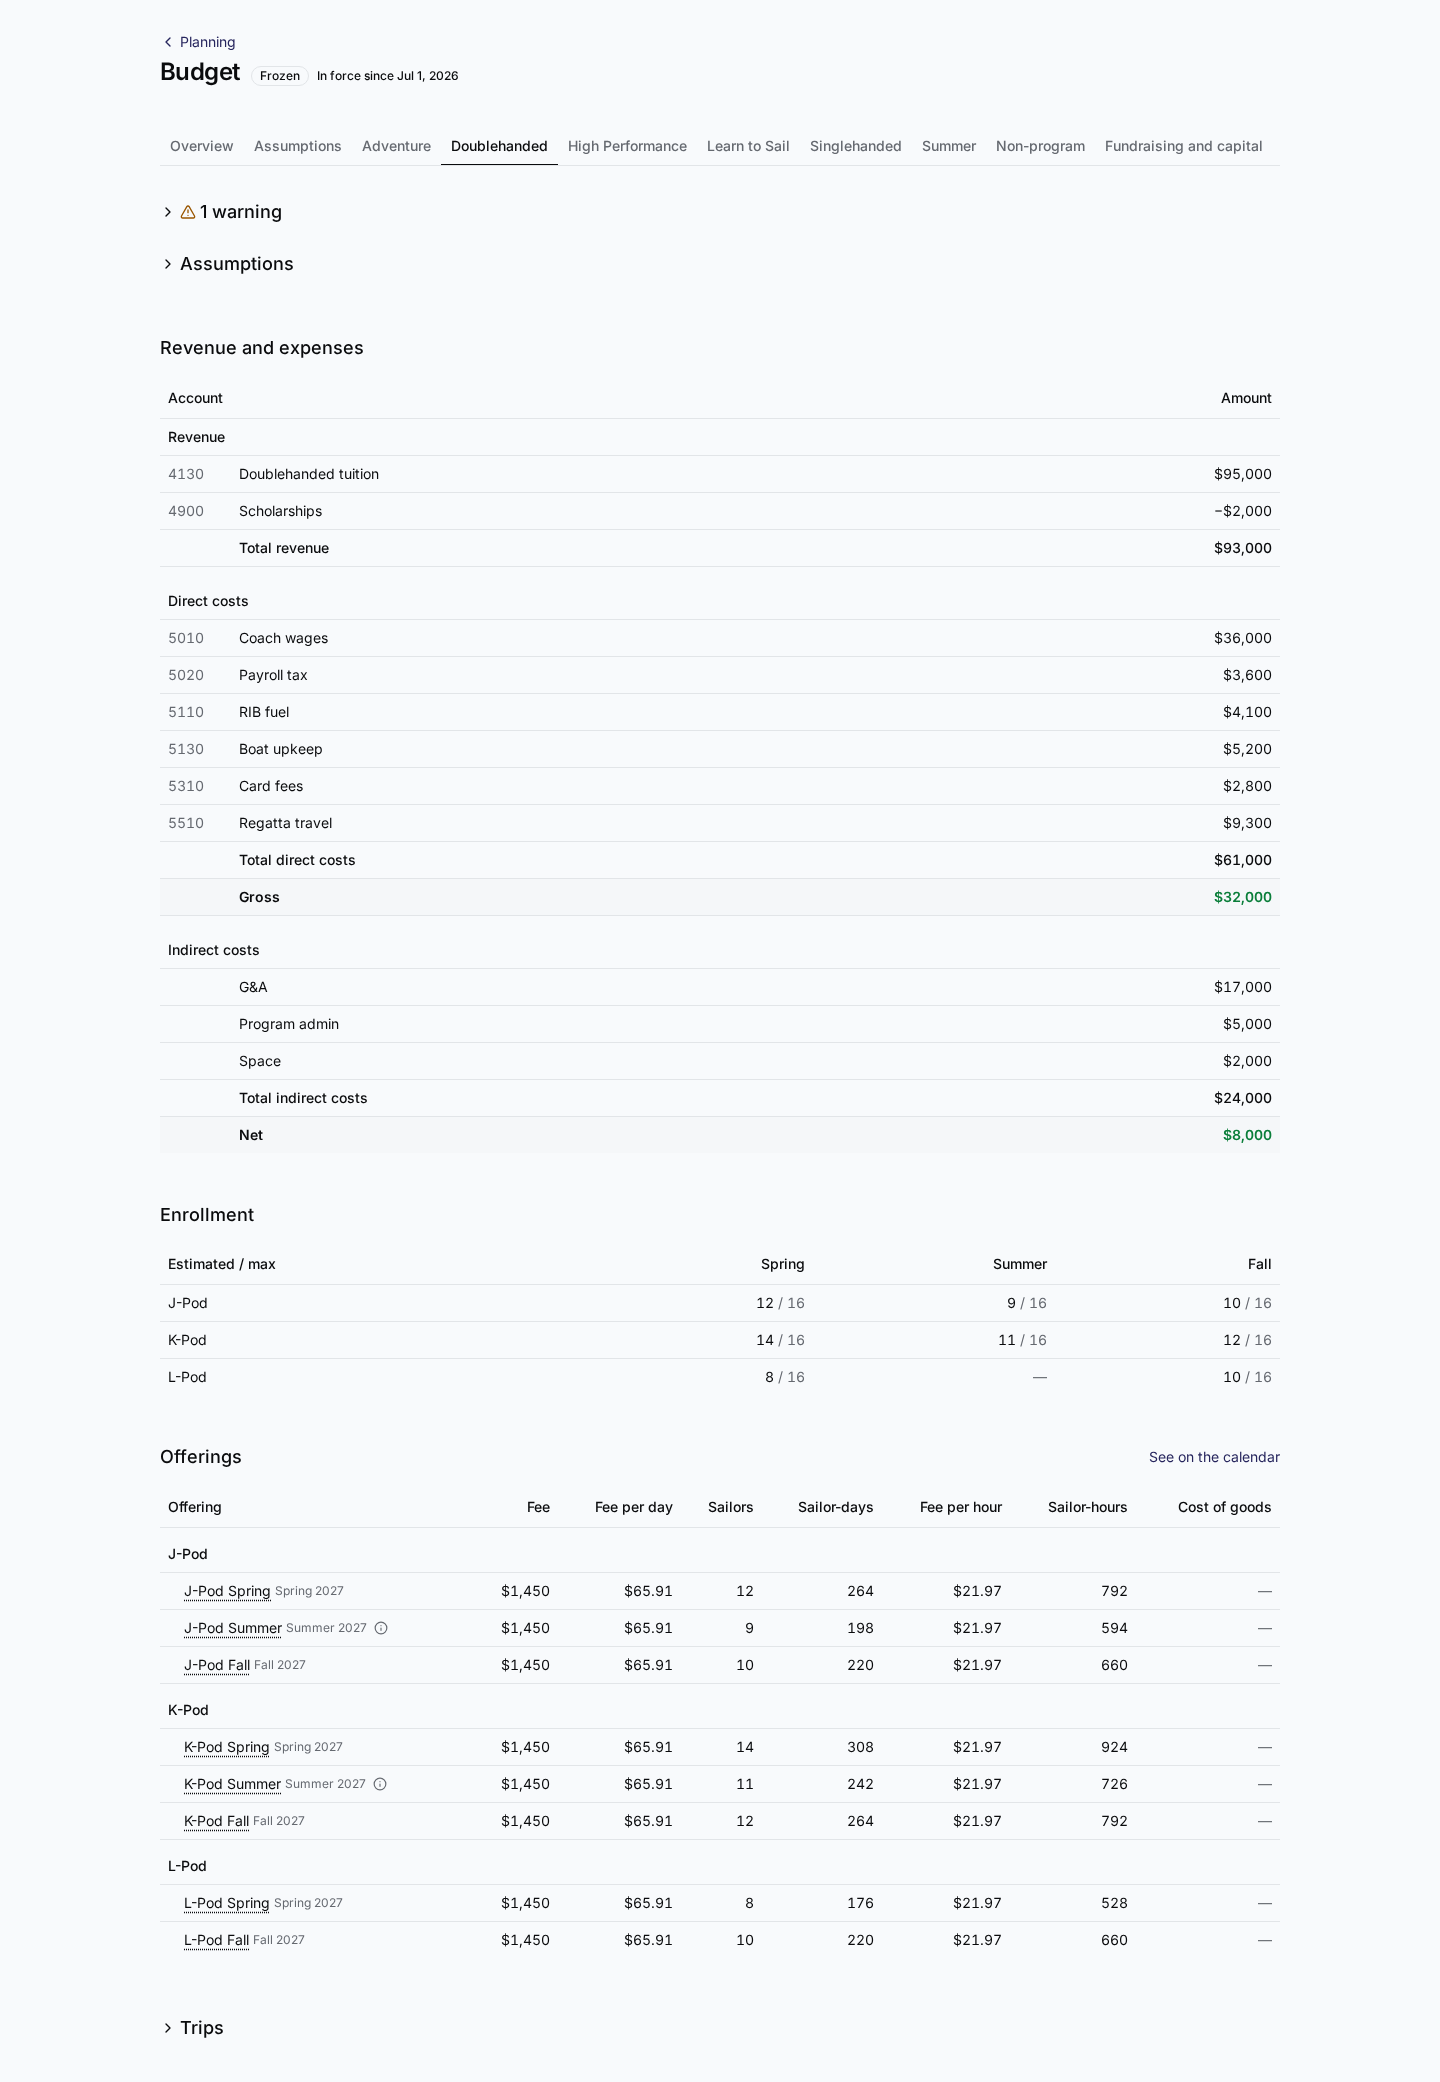 Planning
Budget Frozen In force since Jul 1, 2026
Overview Assumptions Adventure Doublehanded High Performance Learn to Sail Singlehanded Summer Non-program Fundraising and capital
1 warning
Assumptions
Revenue and expenses
Account Amount
Revenue
4130 Doublehanded tuition $95,000
4900 Scholarships −$2,000
Total revenue $93,000
Direct costs
5010 Coach wages $36,000
5020 Payroll tax $3,600
5110 RIB fuel $4,100
5130 Boat upkeep $5,200
5310 Card fees $2,800
5510 Regatta travel $9,300
Total direct costs $61,000
Gross $32,000
Indirect costs
G&A $17,000
Program admin $5,000
Space $2,000
Total indirect costs $24,000
Net $8,000
Enrollment
Estimated / max Spring Summer Fall
J-Pod 12 / 16 9 / 16 10 / 16
K-Pod 14 / 16 11 / 16 12 / 16
L-Pod 8 / 16 — 10 / 16
Offerings See on the calendar
Offering Fee Fee per day Sailors Sailor-days Fee per hour Sailor-hours Cost of goods
J-Pod
J-Pod Spring Spring 2027 $1,450 $65.91 12 264 $21.97 792 —
J-Pod Summer Summer 2027 $1,450 $65.91 9 198 $21.97 594 —
J-Pod Fall Fall 2027 $1,450 $65.91 10 220 $21.97 660 —
K-Pod
K-Pod Spring Spring 2027 $1,450 $65.91 14 308 $21.97 924 —
K-Pod Summer Summer 2027 $1,450 $65.91 11 242 $21.97 726 —
K-Pod Fall Fall 2027 $1,450 $65.91 12 264 $21.97 792 —
L-Pod
L-Pod Spring Spring 2027 $1,450 $65.91 8 176 $21.97 528 —
L-Pod Fall Fall 2027 $1,450 $65.91 10 220 $21.97 660 —
Trips